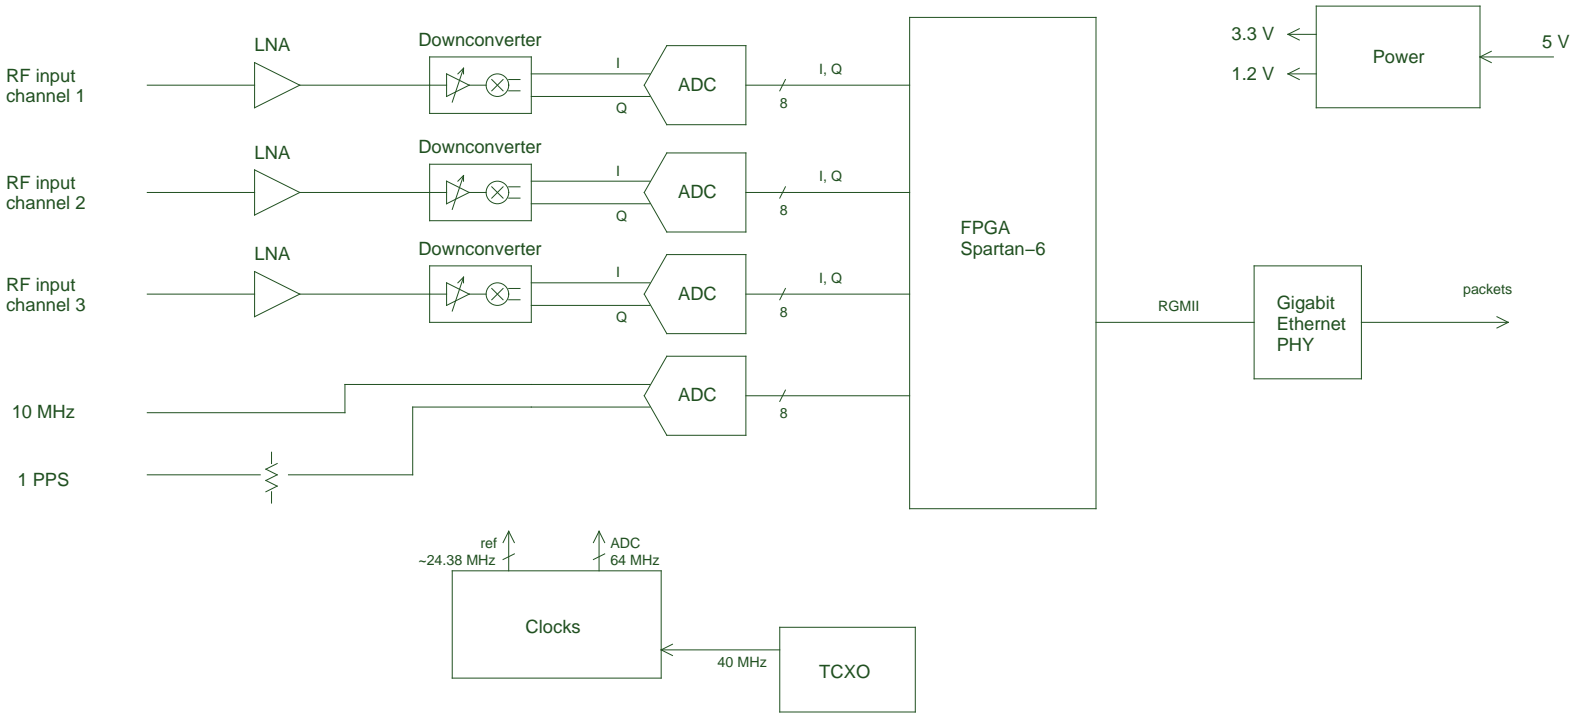 LNA
Downconverter
RF input
channel 1
I
Q
ADC
I, Q
8
3.3 V
1.2 V
Power
5 V
LNA
Downconverter
RF input
channel 2
I
Q
ADC
I, Q
8
FPGA
Spartan−6
LNA
Downconverter
RF input
channel 3
I
Q
ADC
I, Q
8
RGMII
Gigabit
Ethernet
PHY
packets
10 MHz
ADC
8
1 PPS
ref
~24.38 MHz
ADC
64 MHz
Clocks
40 MHz
TCXO